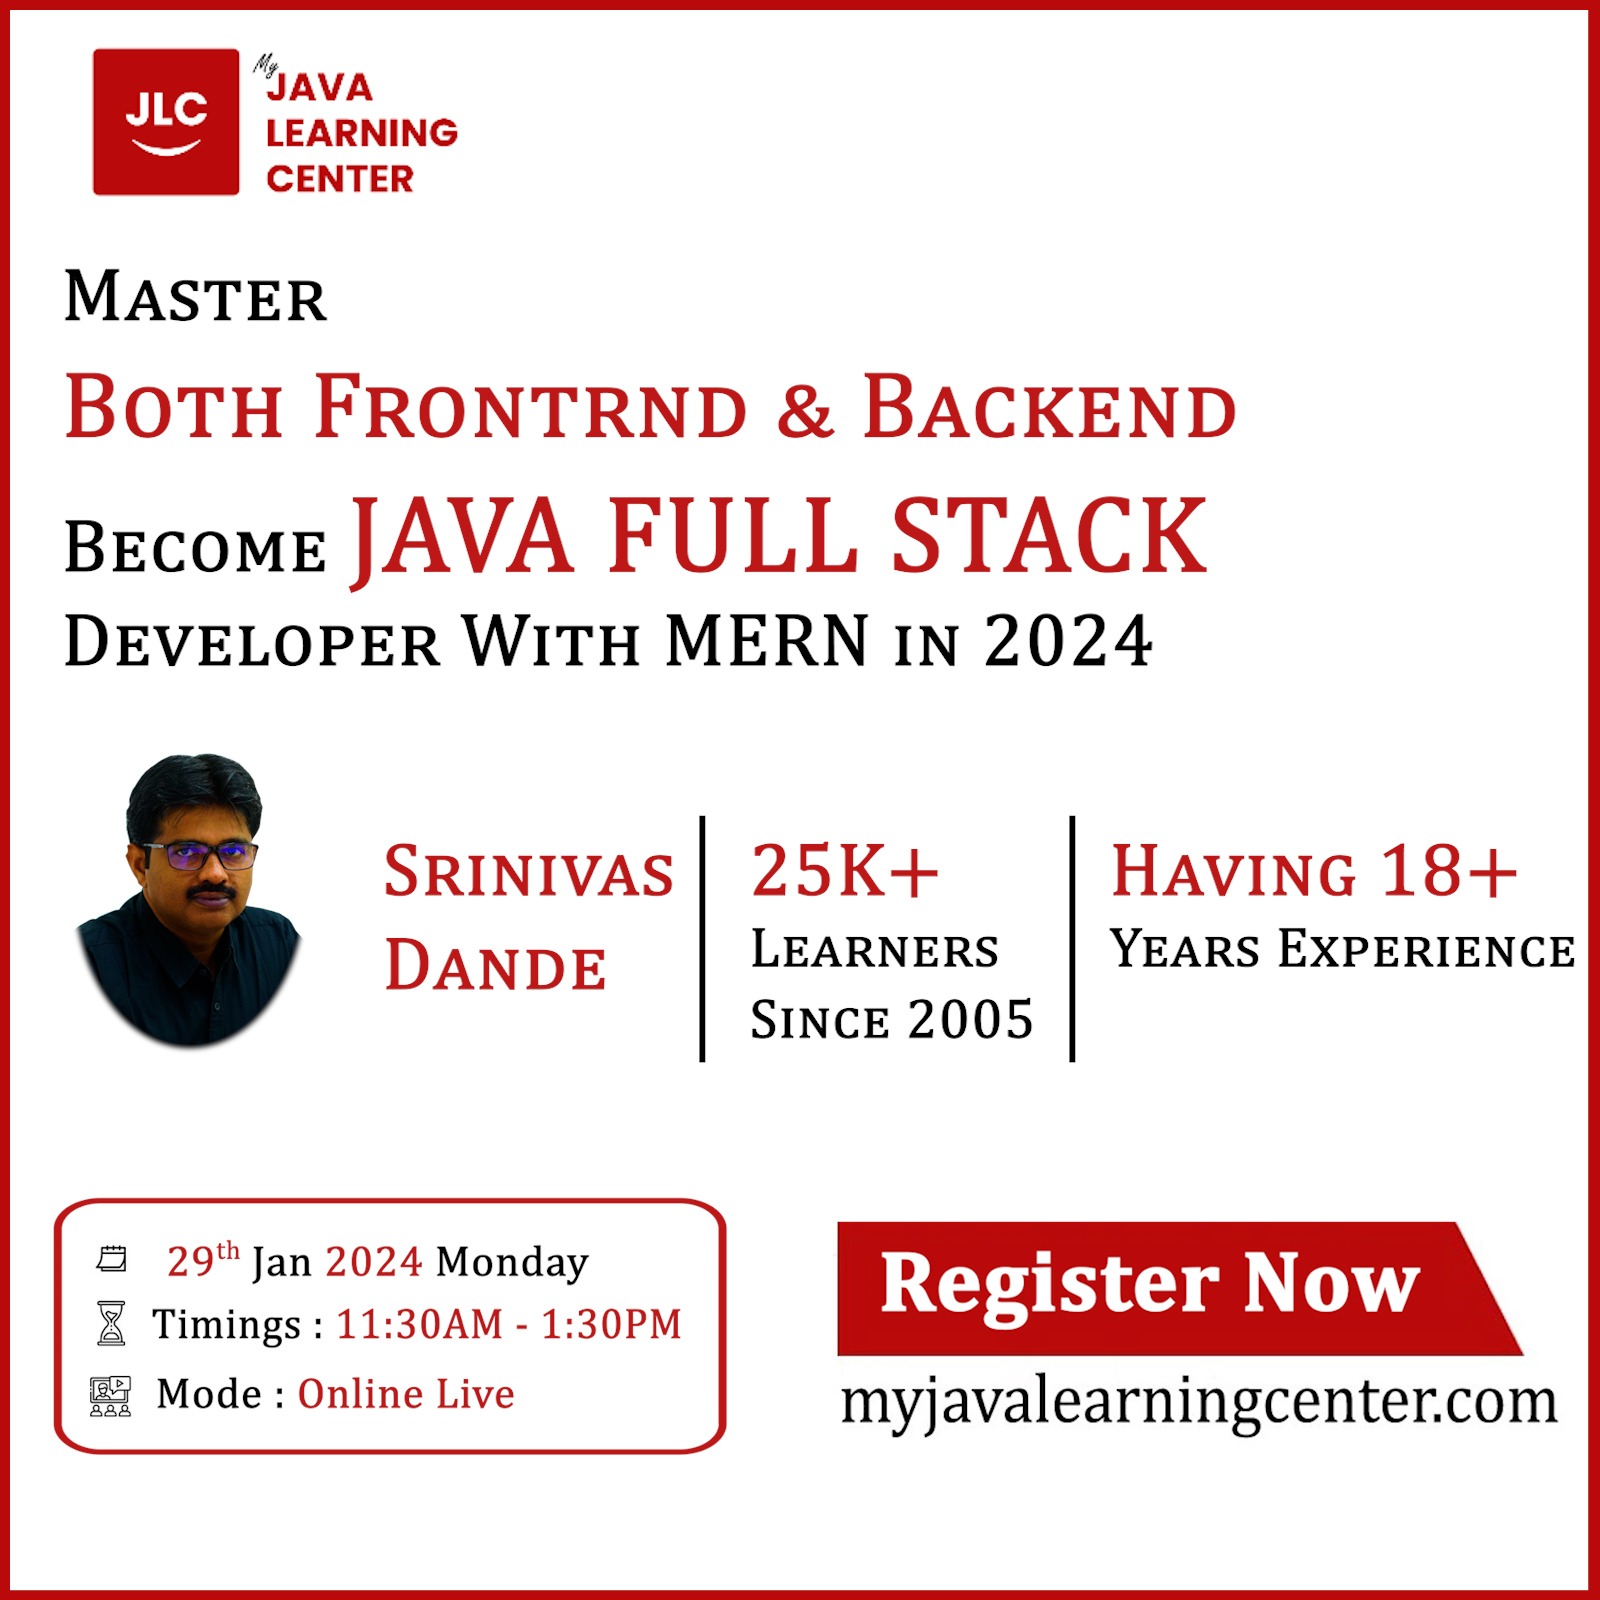 JLC
My
JAVA
LEARNING
CENTER
MASTER
BOTH FRONTRND & BACKEND
BECOME JAVA FULL STACK
DEVELOPER WITH MERN IN 2024
SRINIVAS
DANDE
25K+
LEARNERS
SINCE 2005
HAVING 18+
YEARS EXPERIENCE
29th Jan 2024 Monday
Timings : 11:30AM - 1:30PM
Mode : Online Live
Register Now
myjavalearningcenter.com